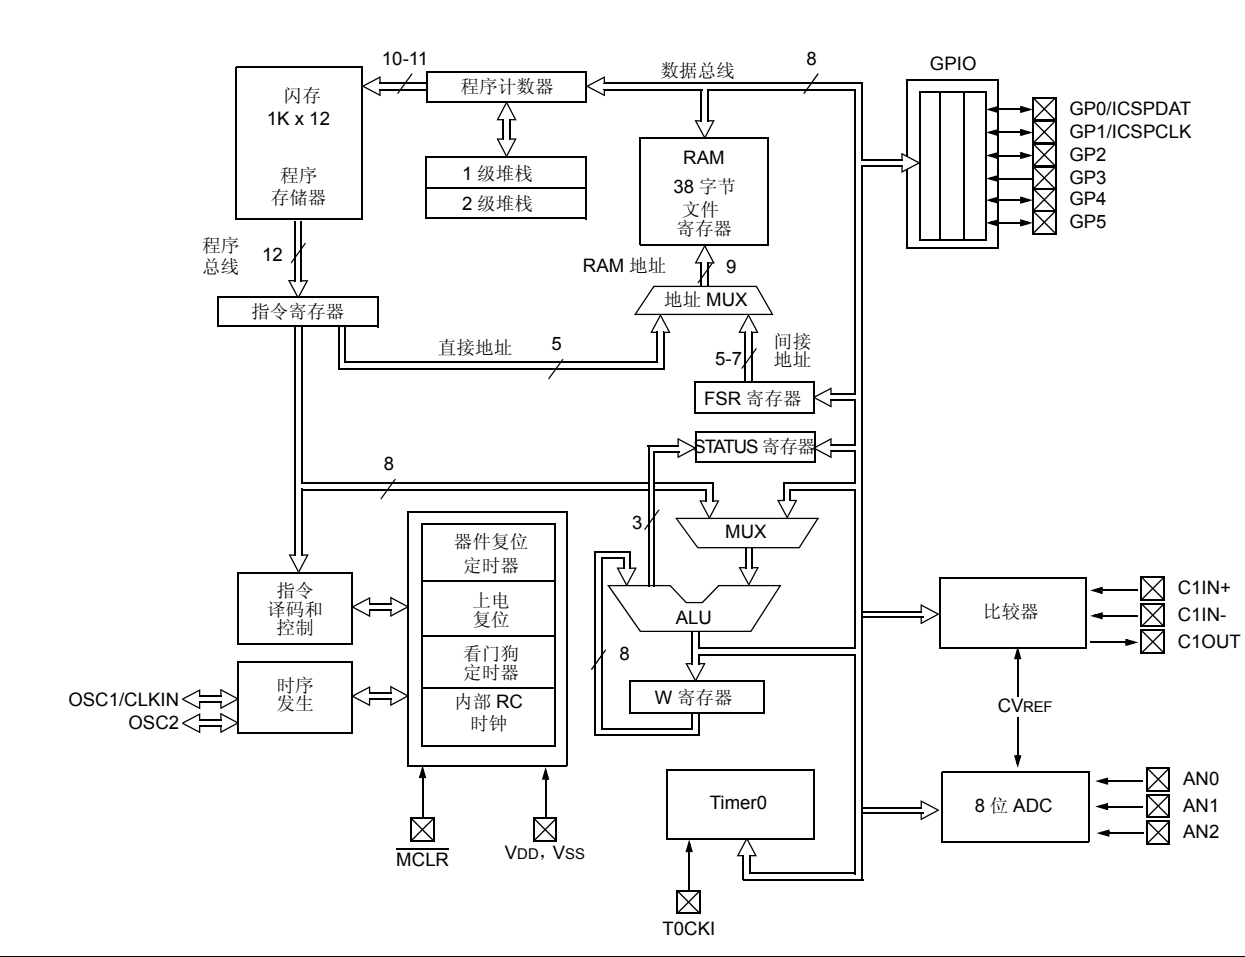 10-11
数据总线
8
GPIO
闪存
1K x 12
程序
存储器
程序计数器
1 级堆栈
2 级堆栈
RAM
38 字节
文件
寄存器
GP0/ICSPDAT
GP1/ICSPCLK
GP2
GP3
GP4
GP5
程序
总线
12
RAM 地址
9
指令寄存器
地址 MUX
直接地址
5
5-7
间接
地址
FSR 寄存器
STATUS 寄存器
8
3
MUX
器件复位
定时器
上电
复位
看门狗
定时器
内部 RC
时钟
指令
译码和
控制
时序
发生
OSC1/CLKIN
OSC2
ALU
8
W 寄存器
比较器
C1IN+
C1IN-
C1OUT
CVREF
Timer0
8 位 ADC
AN0
AN1
AN2
MCLR
VDD，VSS
T0CKI